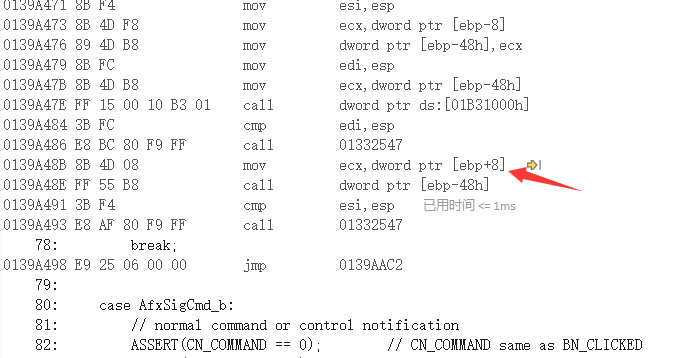 0139A471 8B F4 mov esi,esp
0139A473 8B 4D F8 mov ecx,dword ptr [ebp-8]
0139A476 89 4D B8 mov dword ptr [ebp-48h],ecx
0139A479 8B FC mov edi,esp
0139A47B 8B 4D B8 mov ecx,dword ptr [ebp-48h]
0139A47E FF 15 00 10 B3 01 call dword ptr ds:[01B31000h]
0139A484 3B FC cmp edi,esp
0139A486 E8 BC 80 F9 FF call 01332547
0139A48B 8B 4D 08 mov ecx,dword ptr [ebp+8]
0139A48E FF 55 B8 call dword ptr [ebp-48h]
0139A491 3B F4 cmp esi,esp 已用时间 <= 1ms
0139A493 E8 AF 80 F9 FF call 01332547
78: break;
0139A498 E9 25 06 00 00 jmp 0139AAC2
79:
80: case AfxSigCmd_b:
81: // normal command or control notification
82: ASSERT(CN_COMMAND == 0); // CN_COMMAND same as BN_CLICKED